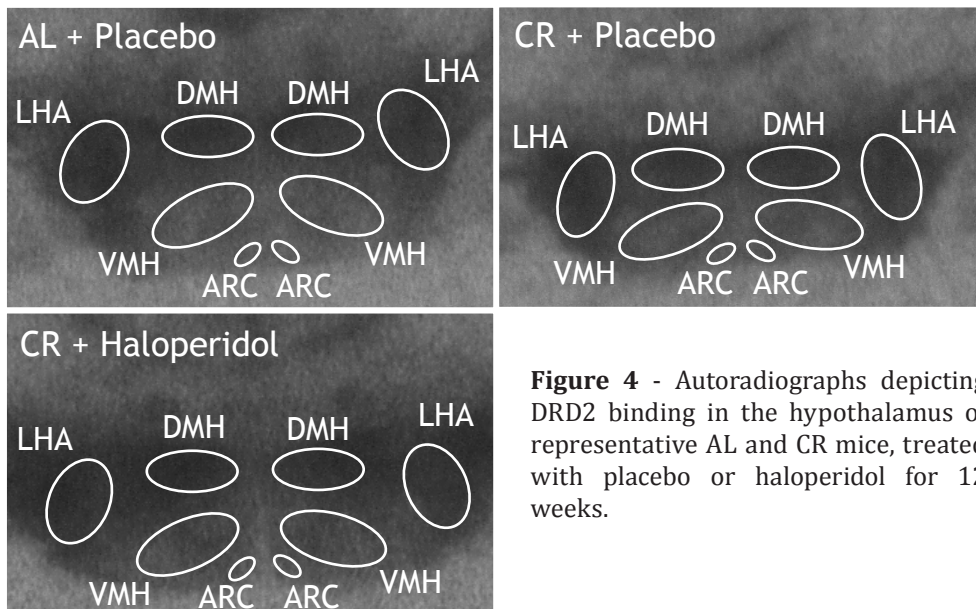 AL + Placebo
LHA
DMH DMH
LHA
VMH
VMH
ARC ARC
CR + Placebo
LHA
DMH DMH
LHA
VMH
VMH
ARC ARC
CR + Haloperidol
LHA
DMH DMH
LHA
VMH
ARC ARC
VMH
Figure 4 - Autoradiographs depicting
DRD2 binding in the hypothalamus o
representative AL and CR mice, treated
with placebo or haloperidol for 12
weeks.